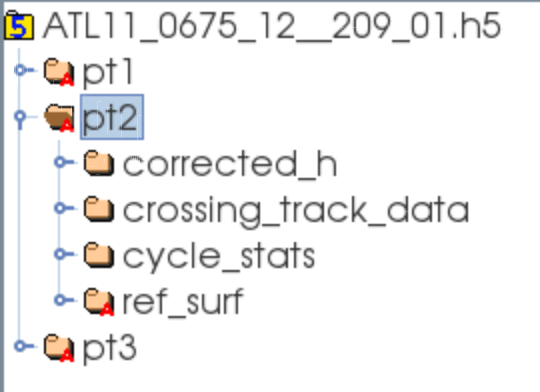 ATL11_0675_12__209_01.h5
pt1
pt2
corrected_h
crossing_track_data
cycle_stats
ref_surf
pt3